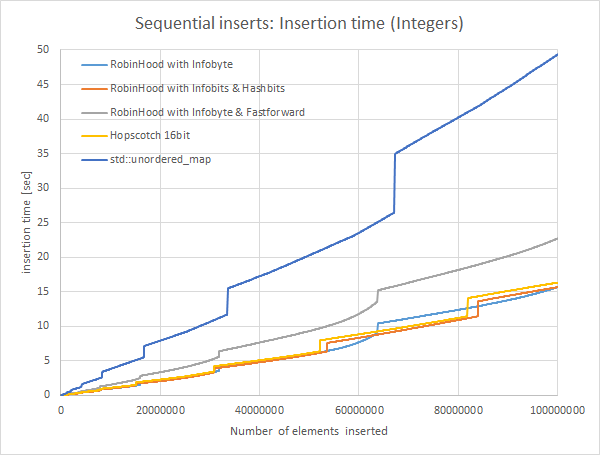 Sequential inserts: Insertion time (Integers)
50
45
40
35
30
25
20
15
10
5
0
insertion time [sec]
RobinHood with Infobyte
RobinHood with Infobits & Hashbits
RobinHood with Infobyte & Fastforward
Hopscotch 16bit
std::unordered_map
0 20000000 40000000 60000000 80000000 100000000
Number of elements inserted